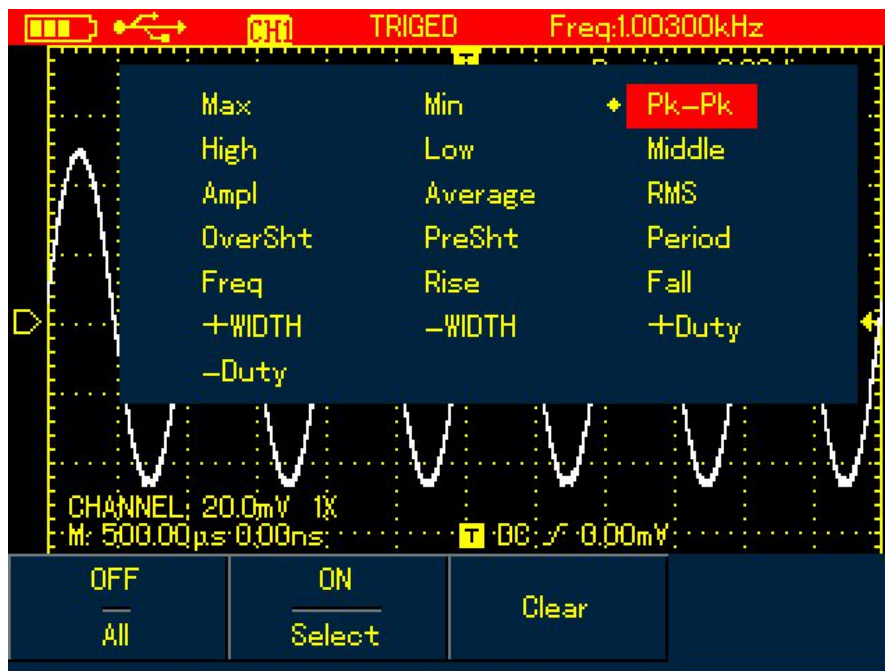 CH1 TRIGED Freq:1.00300kHz
T
Max Min Pk-Pk
High Low Middle
Ampl Average RMS
OverSht PreSht Period
Freq Rise Fall
+WIDTH -WIDTH +Duty
-Duty
CHANNEL: 20.0mV 1X
M: 500.00μs 0.00ns T DC 0.00mV
OFF ON Clear
All Select